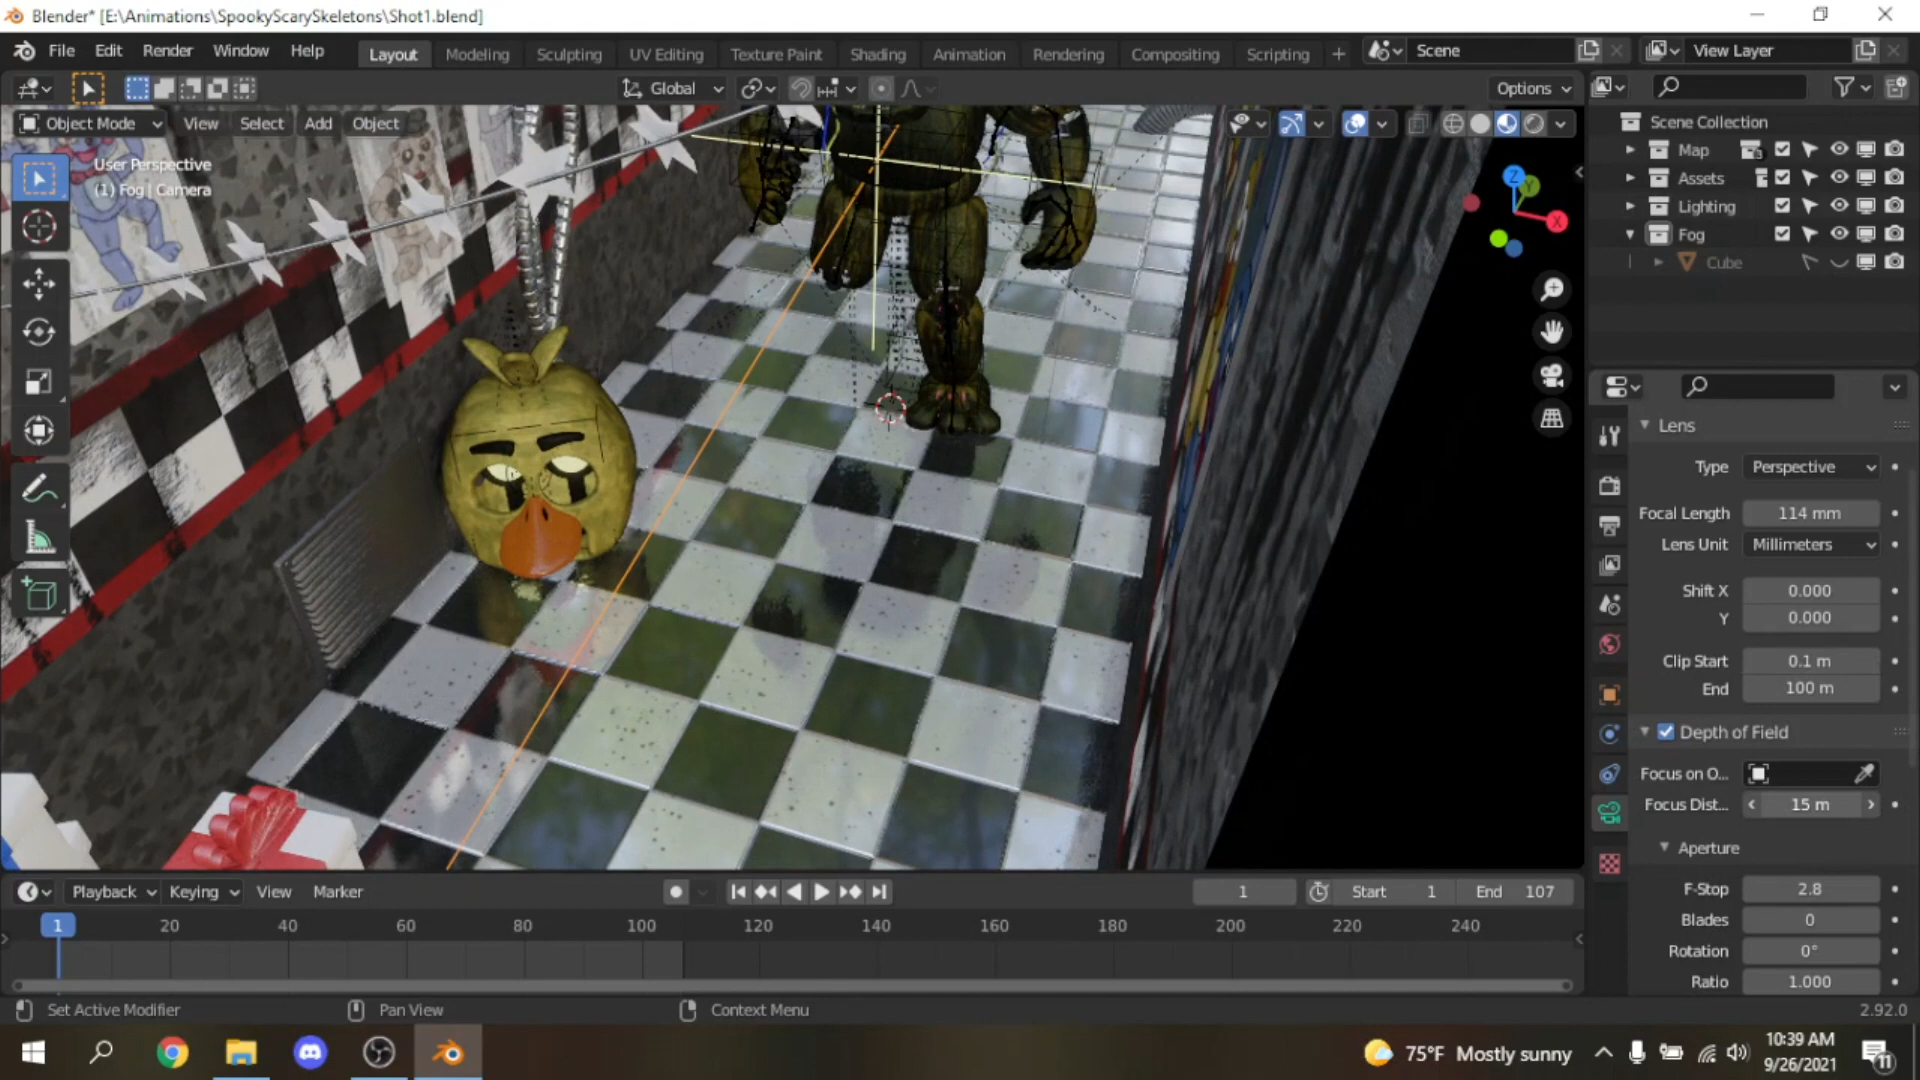 Blender* [E:\Animations\SpookyScarySkeletons\Shot1.blend]
File Edit Render Window Help Layout Modeling Sculpting UV Editing Texture Paint Shading Animation Rendering Compositing Scripting + Scene View Layer
Global Options
Object Mode View Select Add Object
User Perspective
(1) Fog | Camera
Z
Y
X
Scene Collection
Map
Assets
Lighting
Fog
Cube
Lens
Type Perspective
Focal Length 114 mm
Lens Unit Millimeters
Shift X 0.000
Y 0.000
Clip Start 0.1 m
End 100 m
Depth of Field
Focus on O...
Focus Dist... 15 m
Aperture
F-Stop 2.8
Blades 0
Rotation 0°
Ratio 1.000
Playback Keying View Marker 1 Start 1 End 107
1 20 40 60 80 100 120 140 160 180 200 220 240
Set Active Modifier Pan View Context Menu 2.92.0
75°F Mostly sunny
10:39 AM
9/26/2021
11